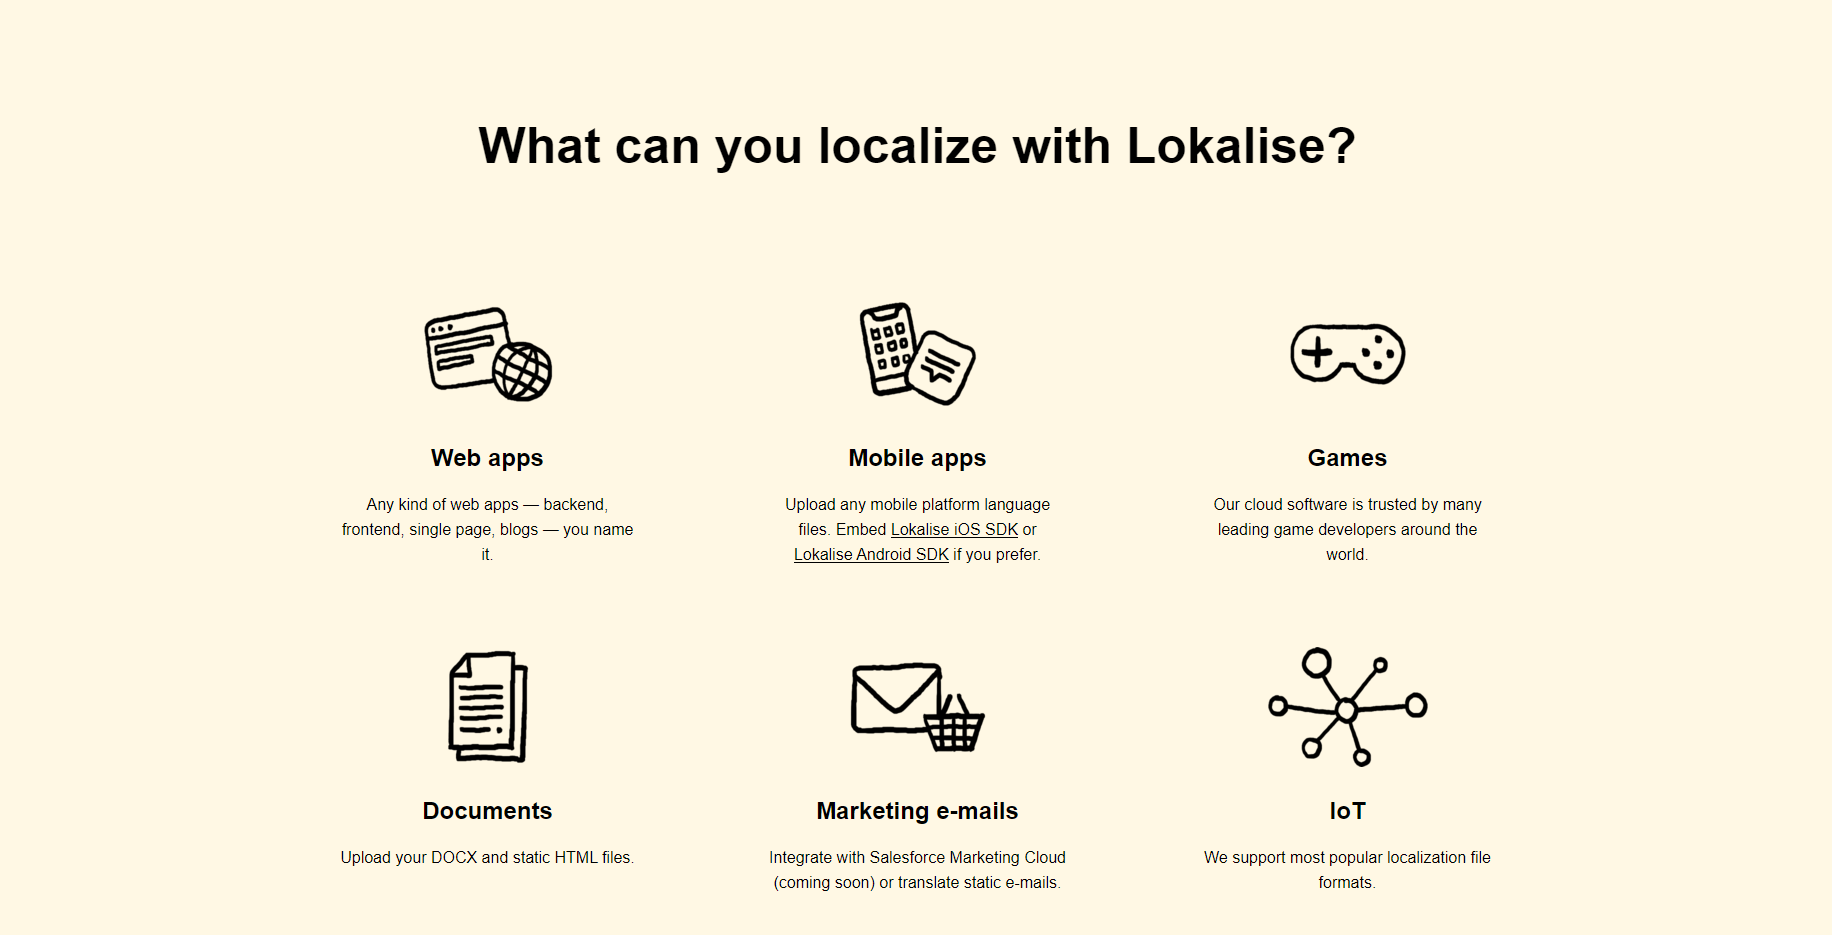 What can you localize with Lokalise?
Web apps
Any kind of web apps — backend,
frontend, single page, blogs — you name
it.
Mobile apps
Upload any mobile platform language
files. Embed Lokalise iOS SDK or
Lokalise Android SDK if you prefer.
Games
Our cloud software is trusted by many
leading game developers around the
world.
Documents
Upload your DOCX and static HTML files.
Marketing e-mails
Integrate with Salesforce Marketing Cloud
(coming soon) or translate static e-mails.
IoT
We support most popular localization file
formats.